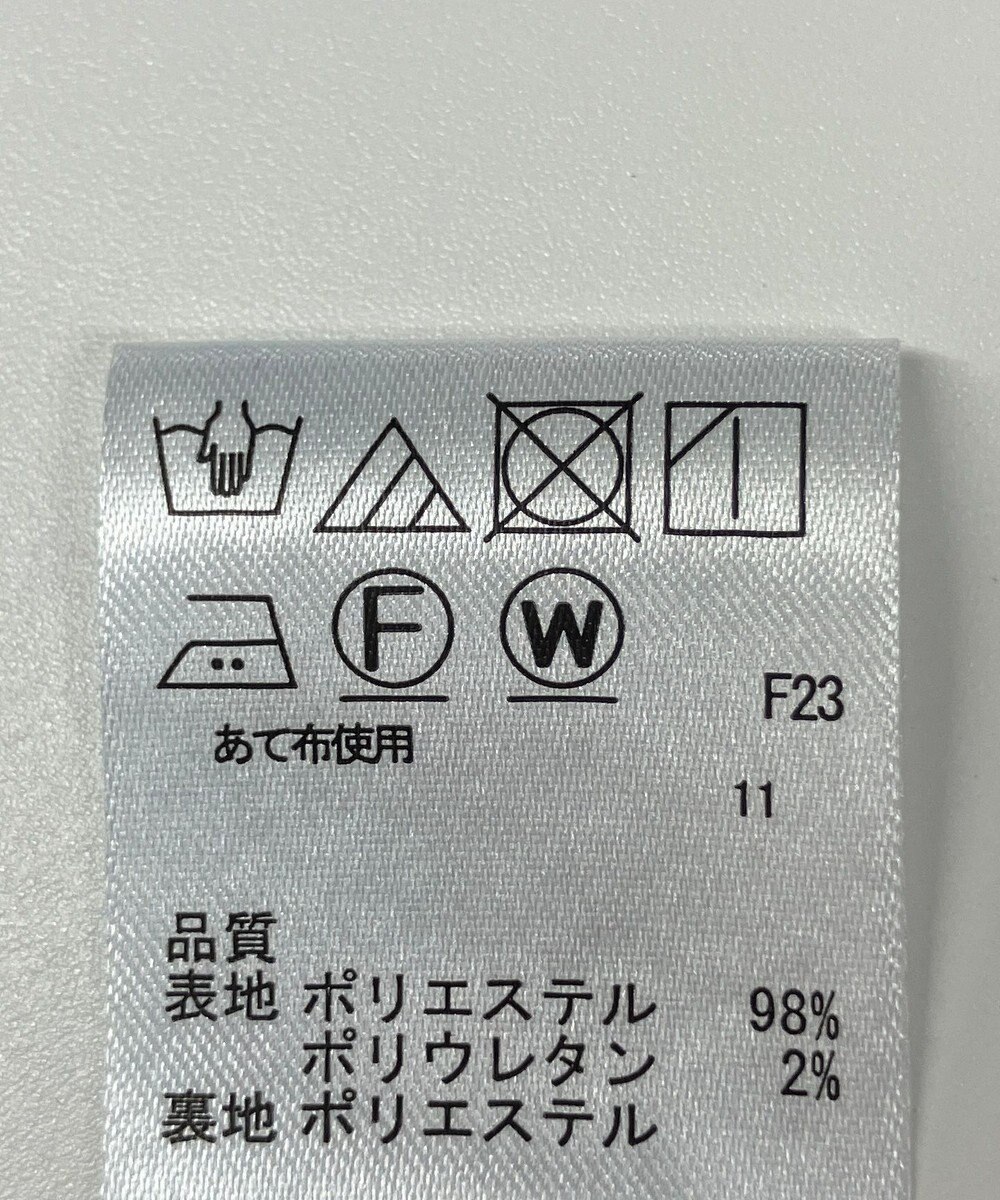 F W
F23
あて布使用
11
品質
表地 ポリエステル 98%
ポリウレタン 2%
裏地 ポリエステル